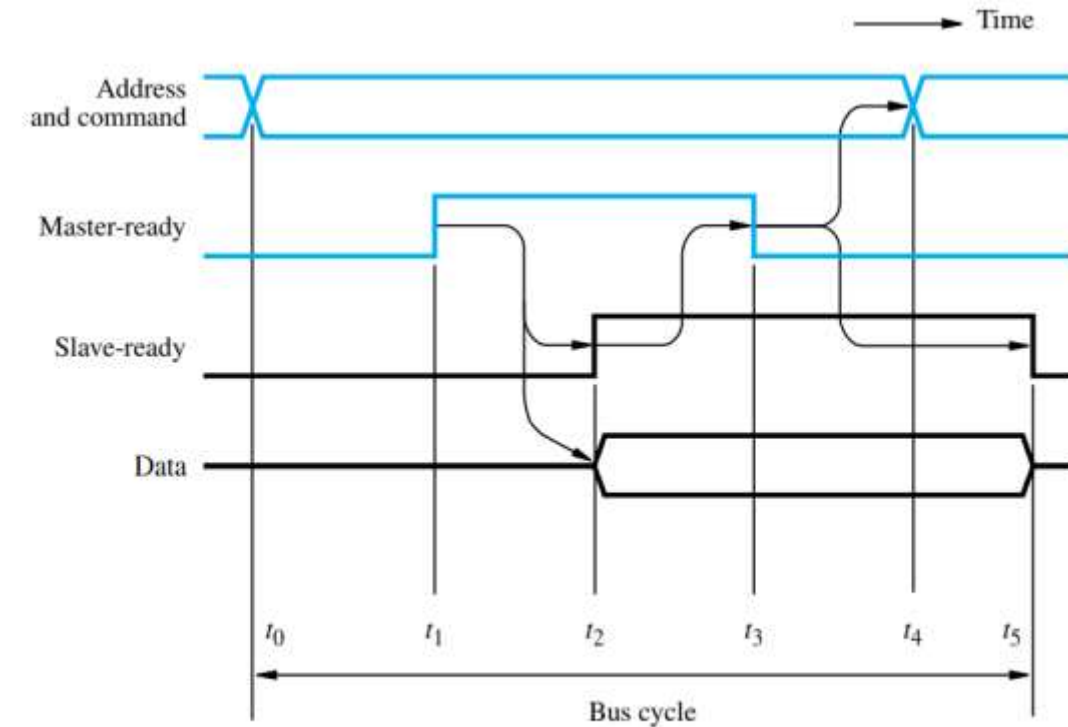 Time
Address
and command
Master-ready
Slave-ready
Data
t0 t1 t2 t3 t4 t5
Bus cycle